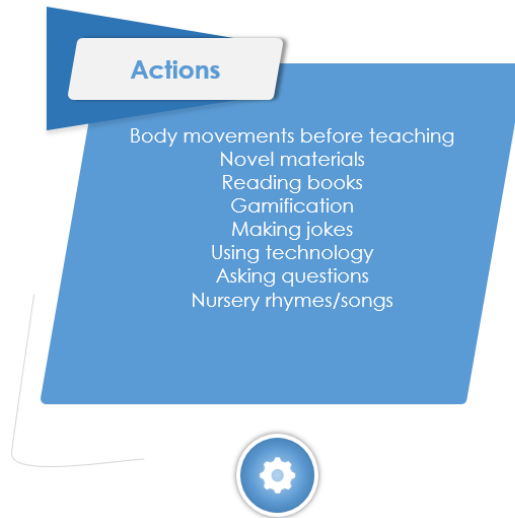 Actions
Body movements before teaching
Novel materials
Reading books
Gamification
Making jokes
Using technology
Asking questions
Nursery rhymes/songs